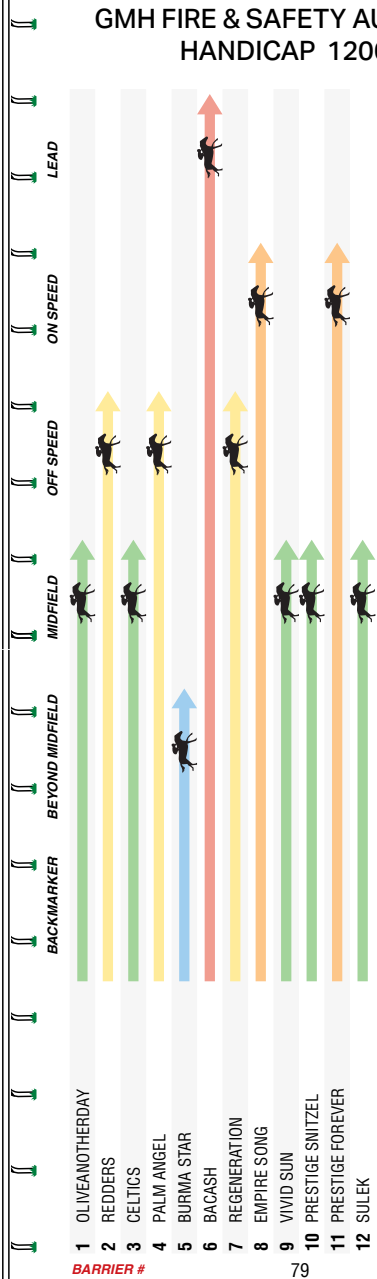 GMH FIRE & SAFETY AU
HANDICAP 1200
LEAD
ON SPEED
OFF SPEED
MIDFIELD
BEYOND MIDFIELD
BACKMARKER
1 OLIVEANOTHERDAY
2 REDDERS
3 CELTICS
4 PALM ANGEL
5 BURMA STAR
6 BAGASH
7 REGENERATION
8 EMPIRE SONG
9 VIVID SUN
10 PRESTIGE SNITZEL
11 PRESTIGE FOREVER
12 SULEK
BARRIER #
79